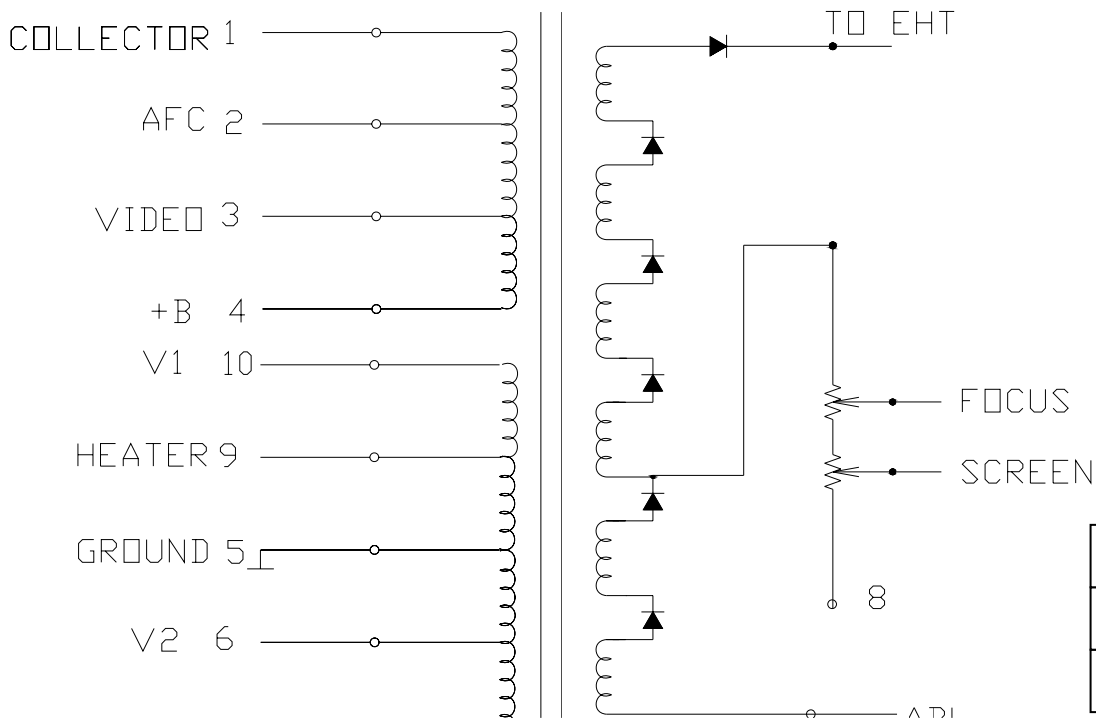 COLLECTOR 1
TO EHT
AFC 2
VIDEO 3
+B 4
V1 10
FOCUS
HEATER 9
SCREEN
GROUND 5
8
V2 6